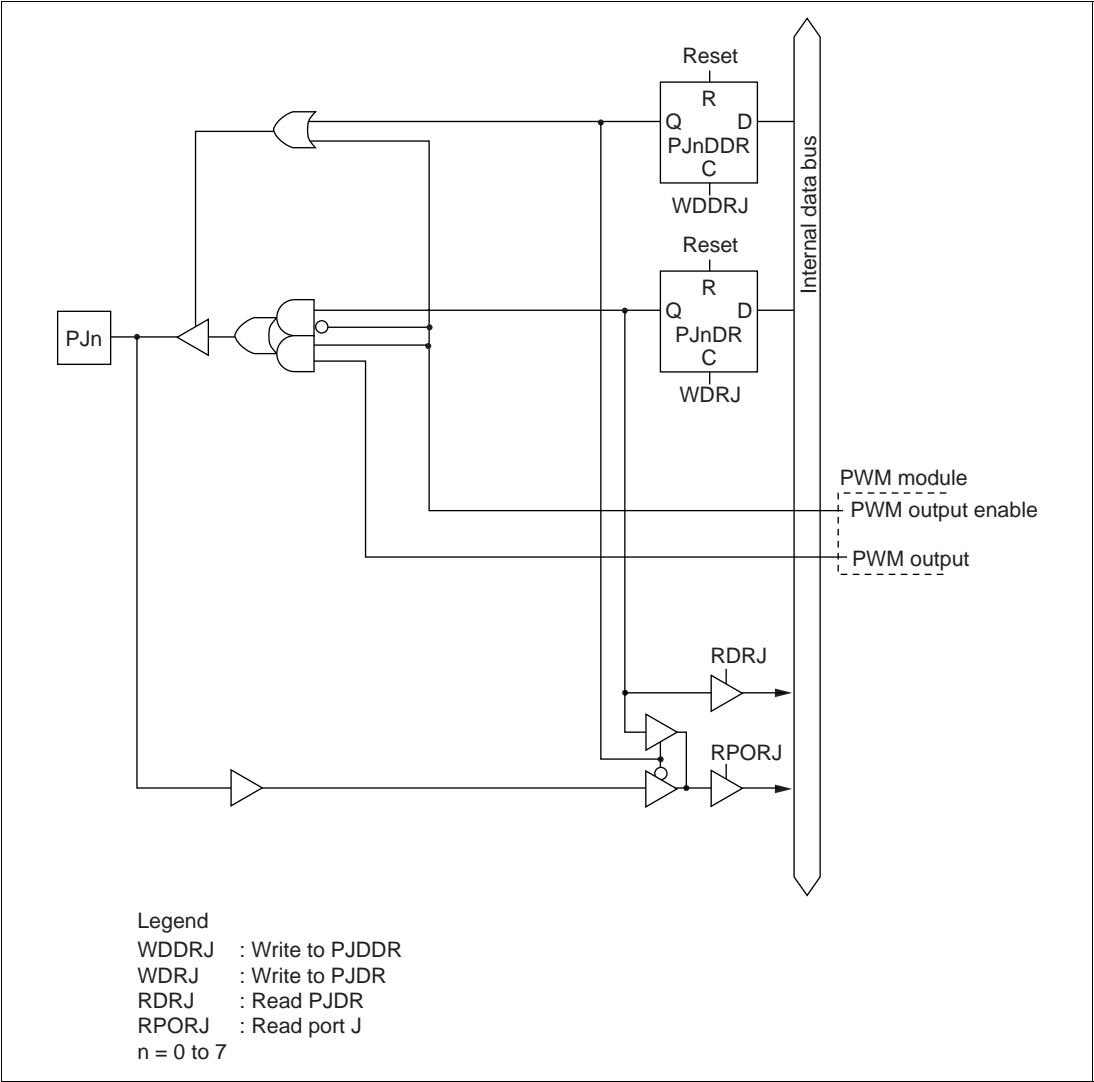 Reset
R
Q D
PJnDDR
C
WDDRJ
Internal data bus
Reset
R
Q D
PJnDR
C
WDRJ
PJn
PWM module
PWM output enable
PWM output
RDRJ
RPORJ
Legend
WDDRJ : Write to PJDDR
WDRJ : Write to PJDR
RDRJ : Read PJDR
RPORJ : Read port J
n = 0 to 7